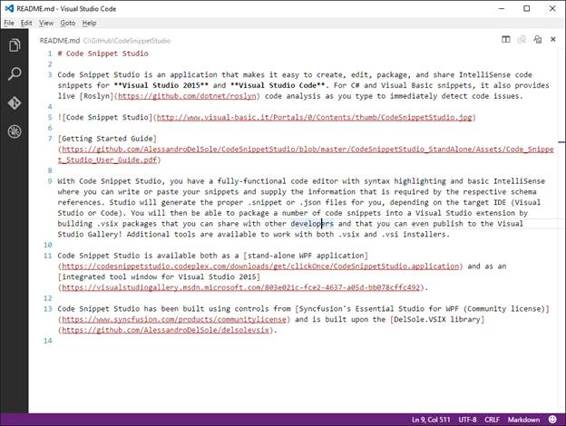 README.md - Visual Studio Code
File Edit View Goto Help
README.md C:\GitHub\CodeSnippetStudio
1 # Code Snippet Studio
2
3 Code Snippet Studio is an application that makes it easy to create, edit, package, and share IntelliSense code
snippets for **Visual Studio 2015** and **Visual Studio Code**. For C# and Visual Basic snippets, it also provides
live [Roslyn](https://github.com/dotnet/roslyn) code analysis as you type to immediately detect code issues.
4
5 ![Code Snippet Studio](http://www.visual-basic.it/Portals/0/Contents/thumb/CodeSnippetStudio.jpg)
6
7 [Getting Started Guide]
(https://github.com/AlessandroDelSole/CodeSnippetStudio/blob/master/CodeSnippetStudio_StandAlone/Assets/Code_Snippe
t_Studio_User_Guide.pdf)
8
9 With Code Snippet Studio, you have a fully-functional code editor with syntax highlighting and basic IntelliSense
where you can write or paste your snippets and supply the information that is required by the respective schema
references. Studio will generate the proper .snippet or .json files for you, depending on the target IDE (Visual
Studio or Code). You will then be able to package a number of code snippets into a Visual Studio extension by
building .vsix packages that you can share with other developers and that you can even publish to the Visual
Studio Gallery! Additional tools are available to work with both .vsix and .vsi installers.
10
11 Code Snippet Studio is available both as a [stand-alone WPF application]
(https://codesnippetstudio.codeplex.com/downloads/get/clickOnce/CodeSnippetStudio.application) and as an
[integrated tool window for Visual Studio 2015]
(https://visualstudiogallery.msdn.microsoft.com/803e021c-fce2-4637-a05d-bb078cffc492).
12
13 Code Snippet Studio has been built using controls from [Syncfusion's Essential Studio for WPF (Community license)]
(https://www.syncfusion.com/products/communitylicense) and is built upon the [DelSole.VSIX library]
(https://github.com/AlessandroDelSole/delsolevsix).
14
Ln 9, Col 511 UTF-8 CRLF Markdown